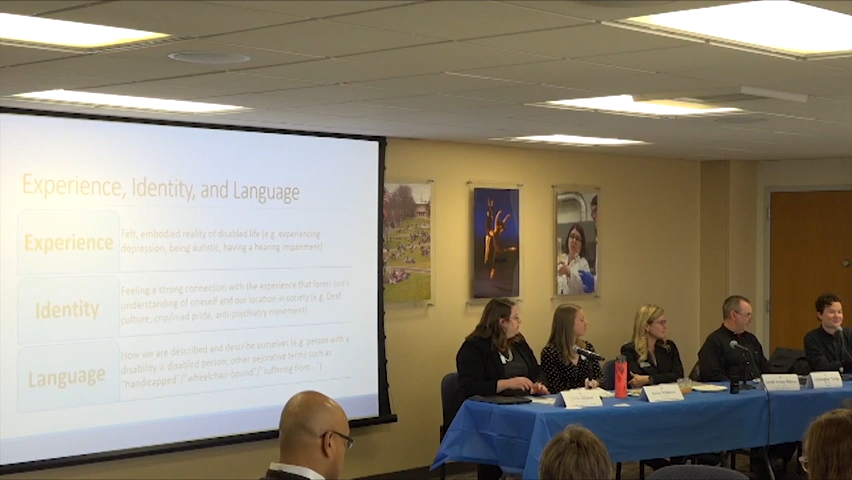 Experience, Identity, and Language
Experience
Felt, embodied reality of disabled life (e.g. experiencing
depression, being autistic, having a hearing impairment)
Identity
Feeling a strong connection with the experience that forms one's
understanding of oneself and our location in society (e.g. Deaf
culture, crip/mad pride, anti-psychiatry movement)
Language
How we are described and describe ourselves (e.g. person with a
disability v. disabled person; other pejorative terms such as
"handicapped"/"wheelchair-bound"/"suffering from...")